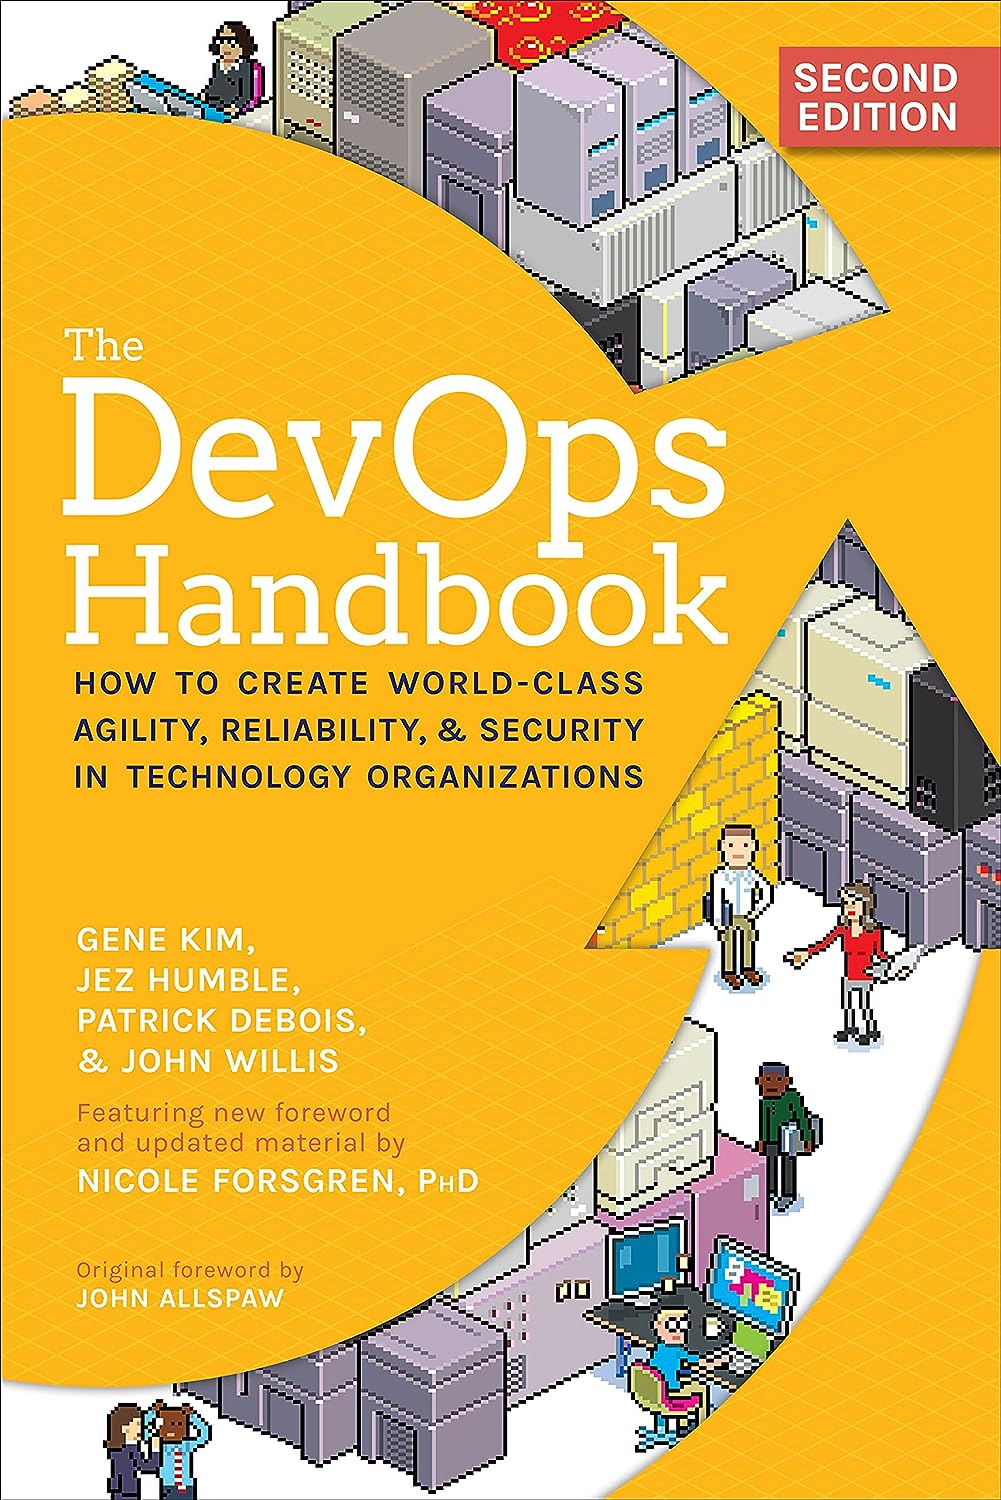 SECOND
EDITION
The
DevOps
Handbook
HOW TO CREATE WORLD-CLASS
AGILITY, RELIABILITY, & SECURITY
IN TECHNOLOGY ORGANIZATIONS
GENE KIM,
JEZ HUMBLE,
PATRICK DEBOIS,
& JOHN WILLIS
Featuring new foreword
and updated material by
NICOLE FORSGREN, PHD
Original foreword by
JOHN ALLSPAW